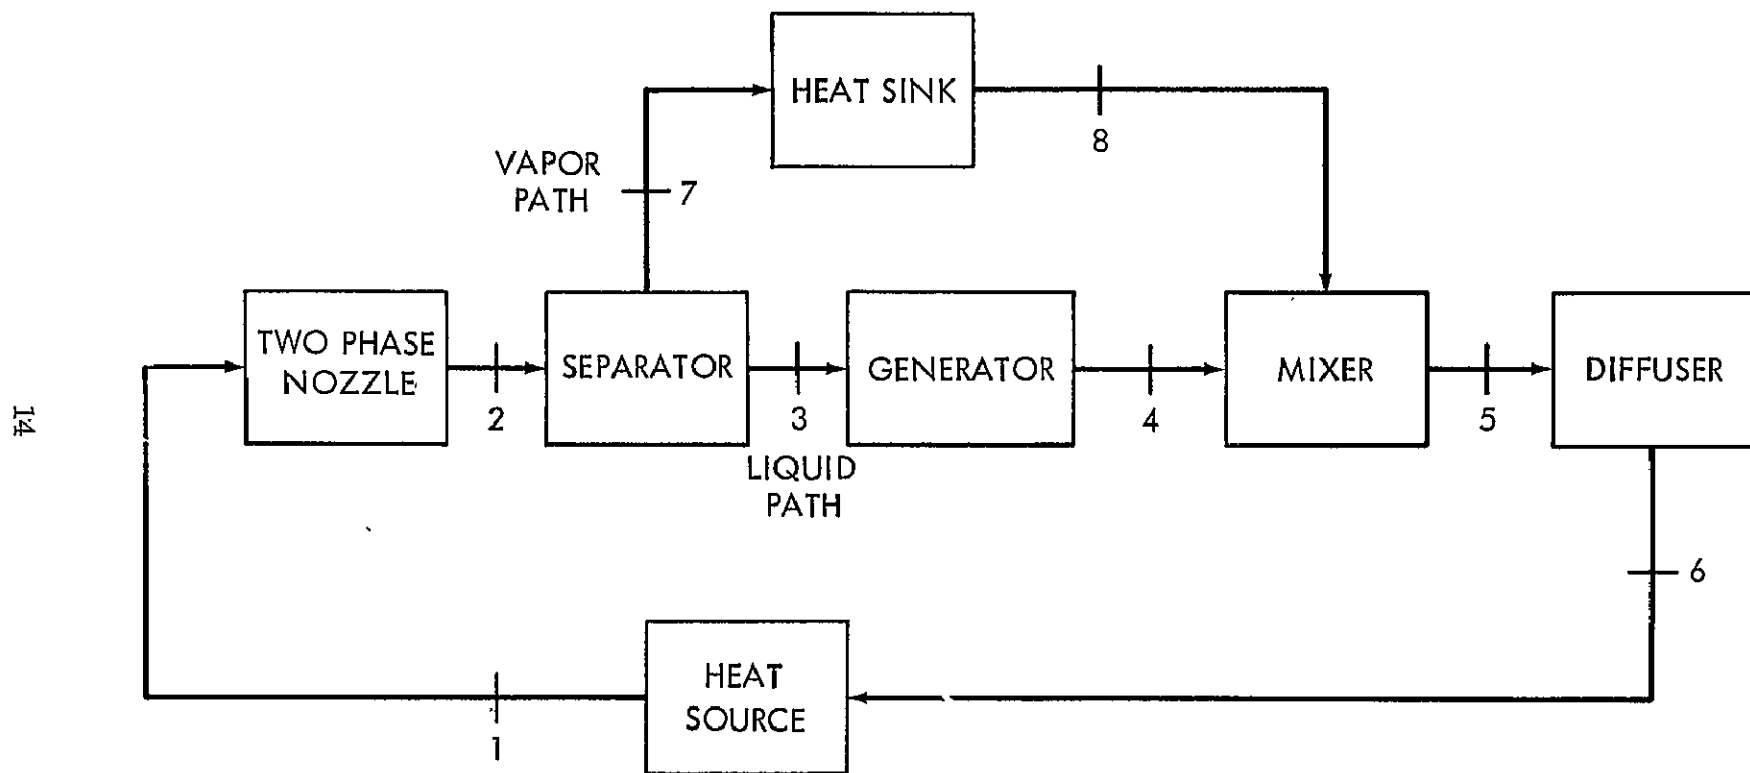 HEAT SINK
8
VAPOR
PATH
7
TWO PHASE
NOZZLE
2
SEPARATOR
3
LIQUID
PATH
GENERATOR
4
MIXER
5
DIFFUSER
6
HEAT
SOURCE
1
14